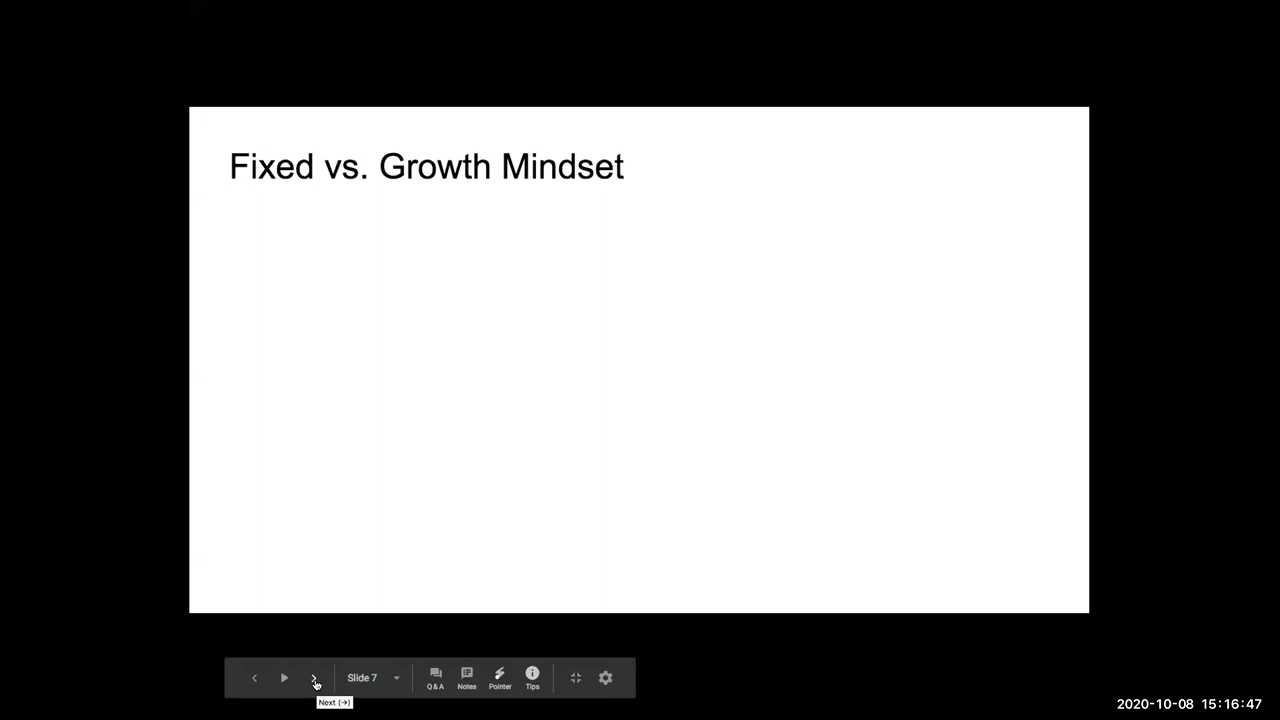 Fixed vs. Growth Mindset
Slide 7
Q & A Notes Pointer Tips
Next (→)
2020-10-08 15:16:47